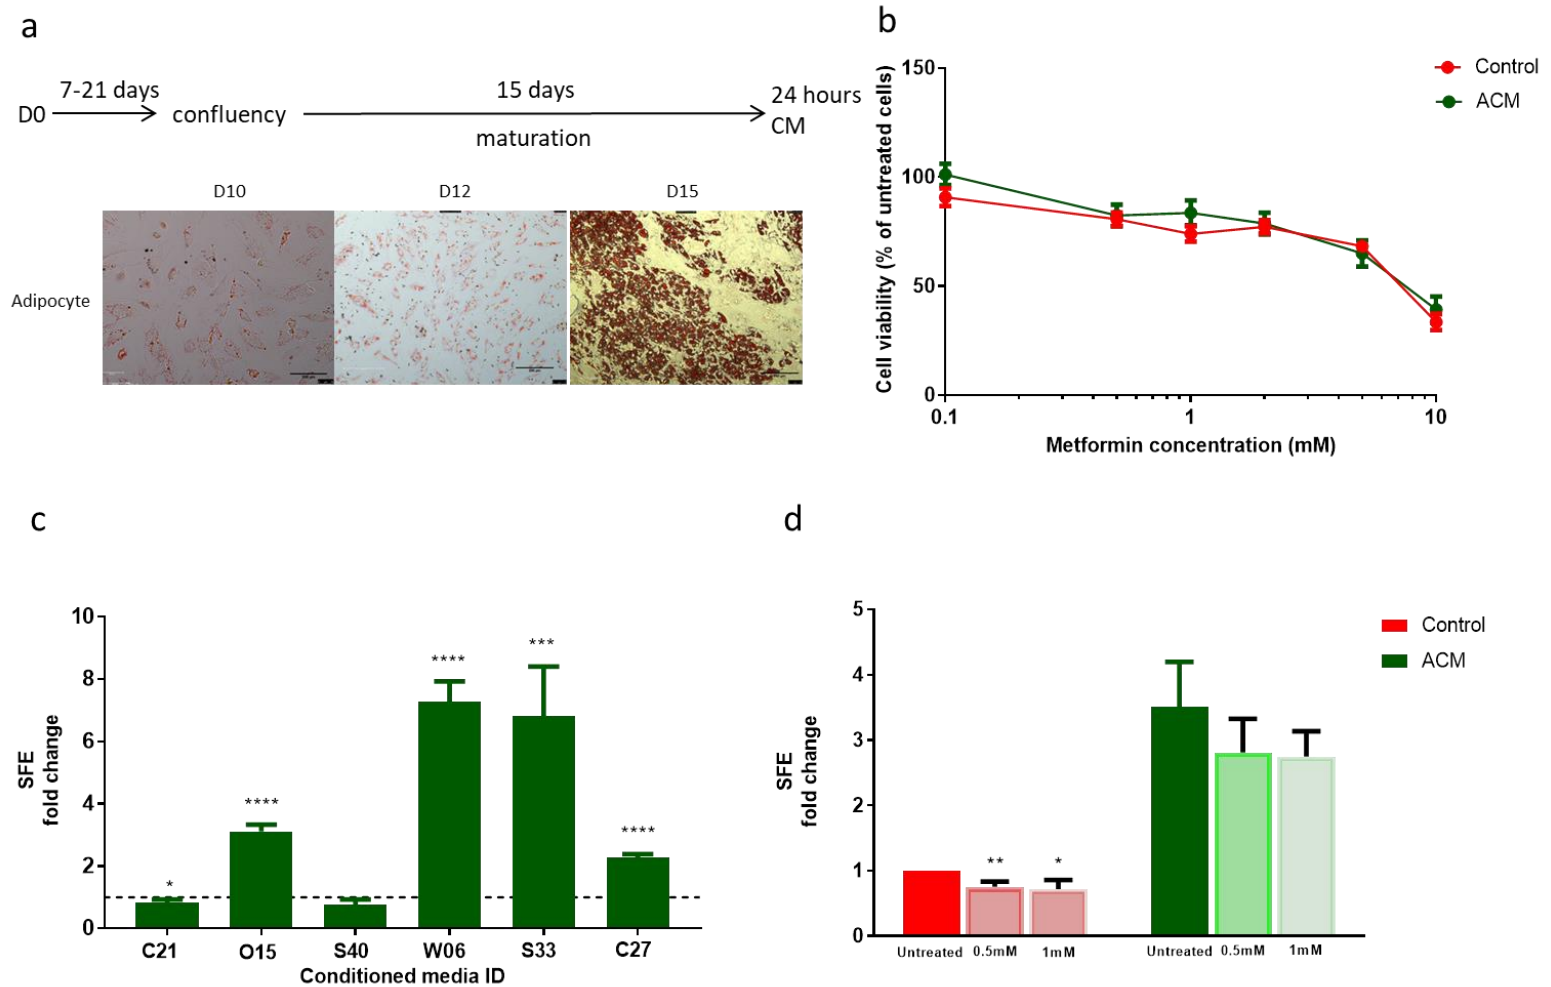 a
7-21 days
D0
confluency
15 days
maturation
24 hours
CM
D10
D12
D15
Adipocyte
b
Cell viability (% of untreated cells)
150
100
50
0
0.1
1
10
Metformin concentration (mM)
Control
ACM
c
SFE
fold change
10
8
6
4
2
0
*
****
****
***
****
C21
O15
S40
W06
S33
C27
Conditioned media ID
d
SFE
fold change
5
4
3
2
1
0
**
*
Untreated
0.5mM
1mM
Untreated
0.5mM
1mM
Control
ACM